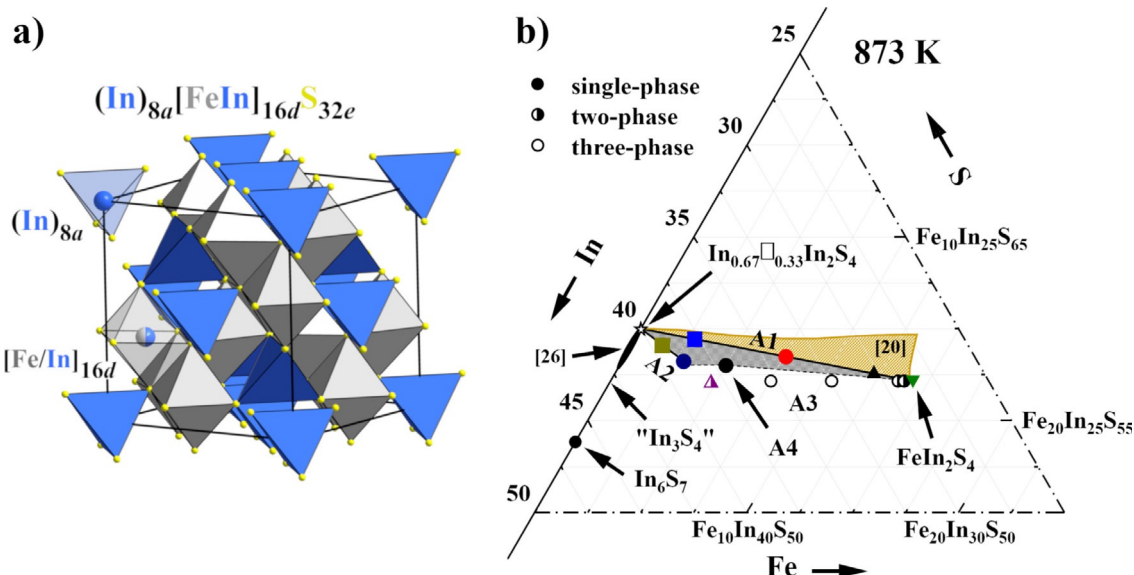 a)
(In)8a[FeIn]16dS32e
(In)8a
[Fe/In]16d
b)
25
873 K
single-phase
two-phase
three-phase
30
S
35
Fe10In25S65
In
In0.67□0.33In2S4
40
[26]
A1
[20]
A2
A3
45
"In3S4"
A4
Fe20In25S55
FeIn2S4
In6S7
50
Fe10In40S50
Fe20In30S50
Fe